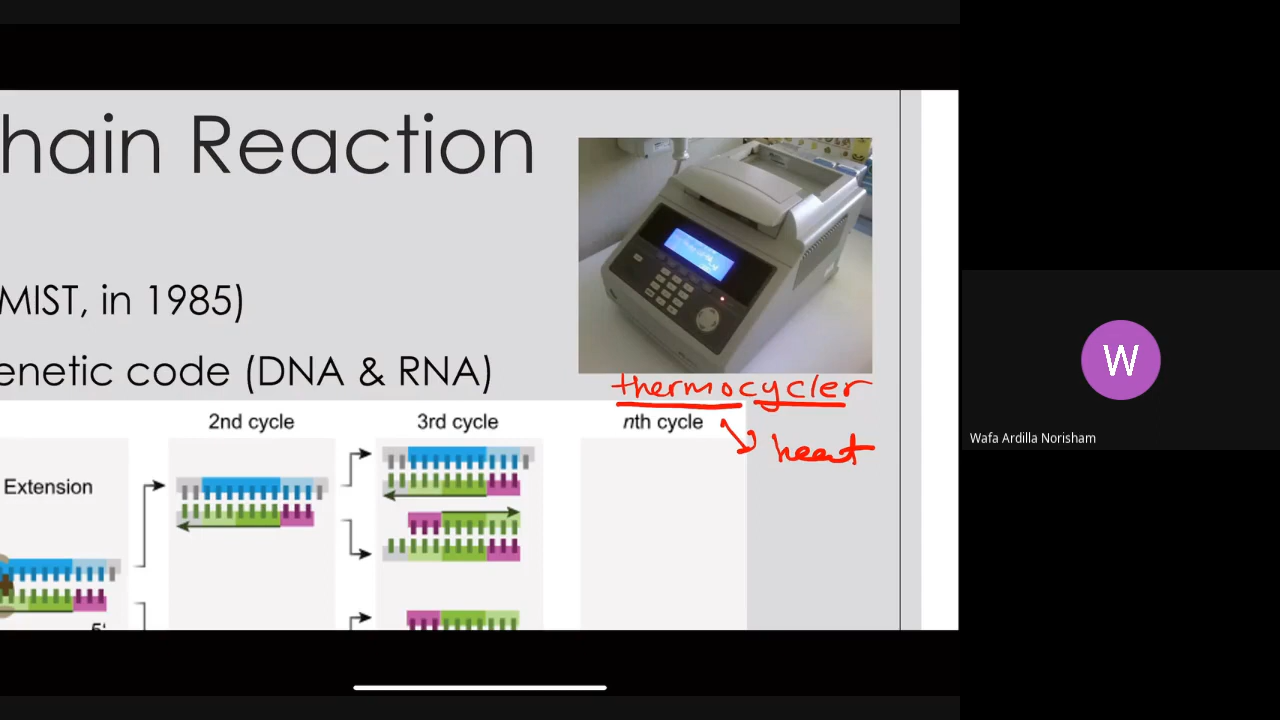 hain Reaction
MIST, in 1985)
enetic code (DNA & RNA)
thermocycler
heat
2nd cycle 3rd cycle nth cycle
Extension
5'
W
Wafa Ardilla Norisham